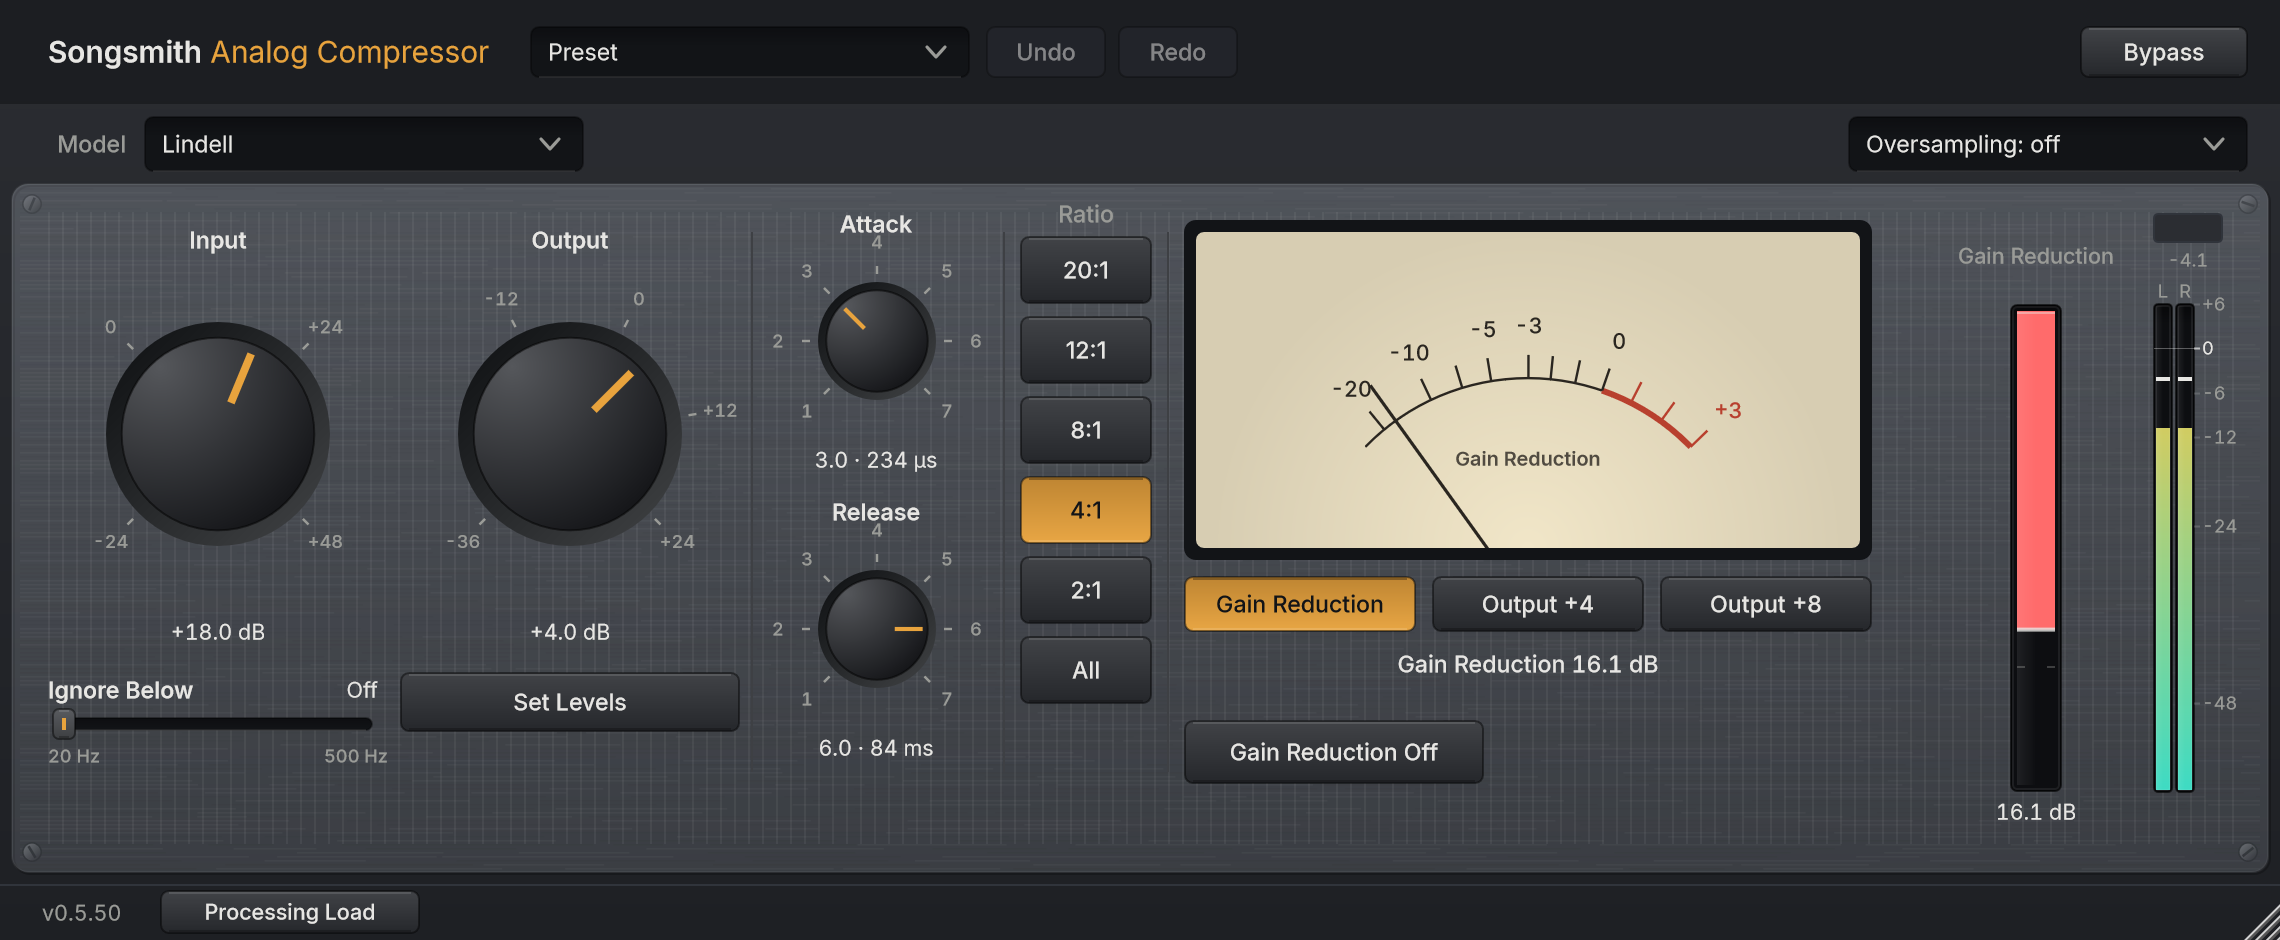 Songsmith Analog Compressor
Preset
Undo
Redo
Bypass
Model
Lindell
Oversampling: off
Input
0
+24
-24
+48
+18.0 dB
Output
-12
0
+12
-36
+24
+4.0 dB
Ignore Below
Off
20 Hz
500 Hz
Set Levels
Attack
4
3
5
2
6
1
7
3.0 · 234 µs
Release
4
3
5
2
6
1
7
6.0 · 84 ms
Ratio
20:1
12:1
8:1
4:1
2:1
All
-20
-10
-5
-3
0
+3
Gain Reduction
Gain Reduction
Output +4
Output +8
Gain Reduction 16.1 dB
Gain Reduction Off
Gain Reduction
16.1 dB
-4.1
L R
+6
0
-6
-12
-24
-48
v0.5.50
Processing Load